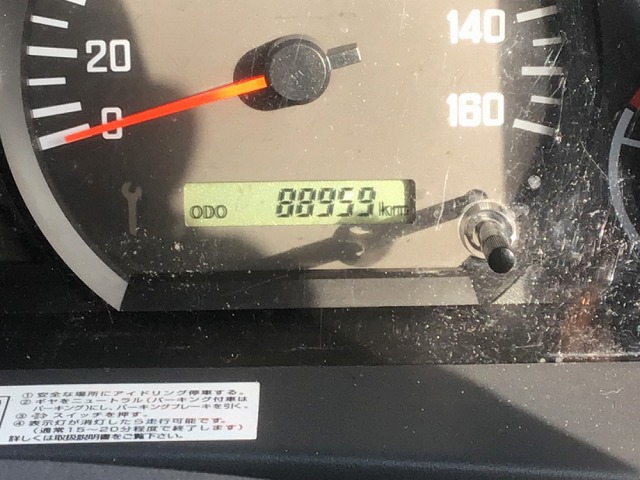 20
0
140
160
ODO 88959 km
① 安全な場所にアイドリング停車する。
② ギヤをニュートラル(パーキング付車は
パーキング)にし、パーキングブレーキを引く。
③ スイッチを押す。
④ 表示灯が消灯したら走行可能です。
(通常15~20分程度で終了します)
詳しくは取扱説明書をご覧下さい。